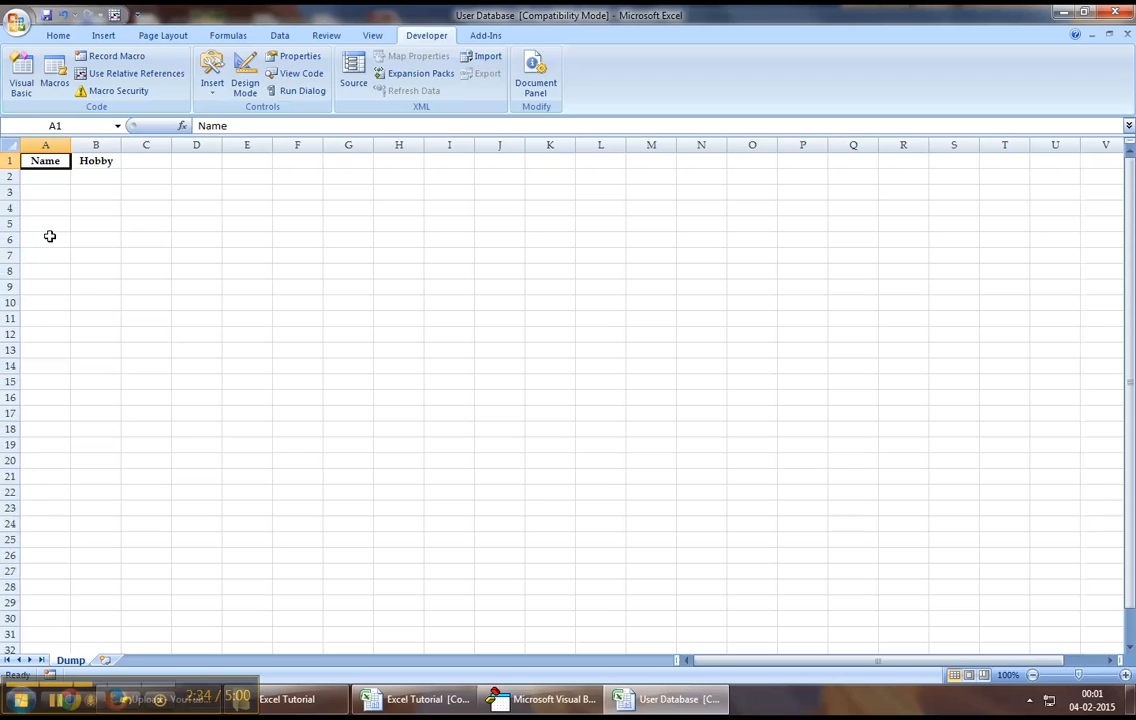 User Database [Compatibility Mode] - Microsoft Excel
Home Insert Page Layout Formulas Data Review View Developer Add-Ins
Visual Basic
Macros
Record Macro
Use Relative References
Macro Security
Code
Insert
Design Mode
Properties
View Code
Run Dialog
Controls
Source
Map Properties
Expansion Packs
Refresh Data
Import
Export
XML
Document Panel
Modify
A1 fx Name
A B C D E F G H I J K L M N O P Q R S T U V
1 Name Hobby
2
3
4
5
6
7
8
9
10
11
12
13
14
15
16
17
18
19
20
21
22
23
24
25
26
27
28
29
30
31
32
Dump
Ready 100%
2:34 / 5:00 Excel Tutorial Excel Tutorial [Co... Microsoft Visual B... User Database [C... 00:01
04-02-2015